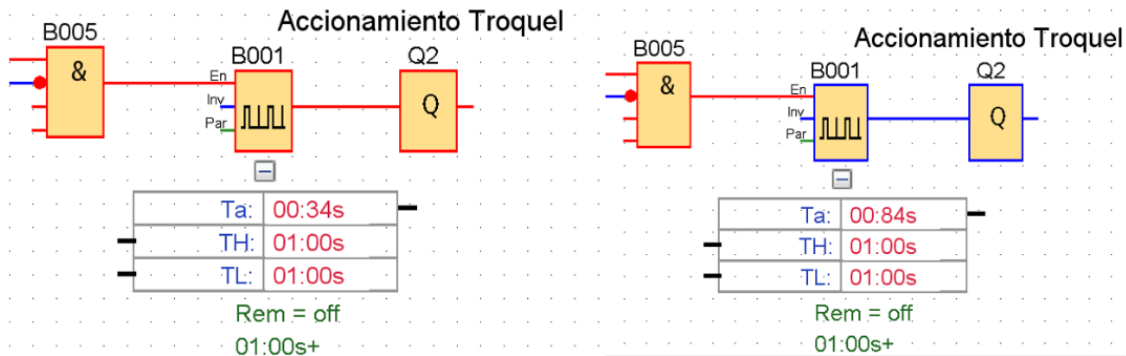 Accionamiento Troquel
B005
B001
Q2
&
En
Inv
Par
Q
Ta: 00:34s
TH: 01:00s
TL: 01:00s
Rem = off
01:00s+
Accionamiento Troquel
B005
B001
Q2
&
En
Inv
Par
Q
Ta: 00:84s
TH: 01:00s
TL: 01:00s
Rem = off
01:00s+